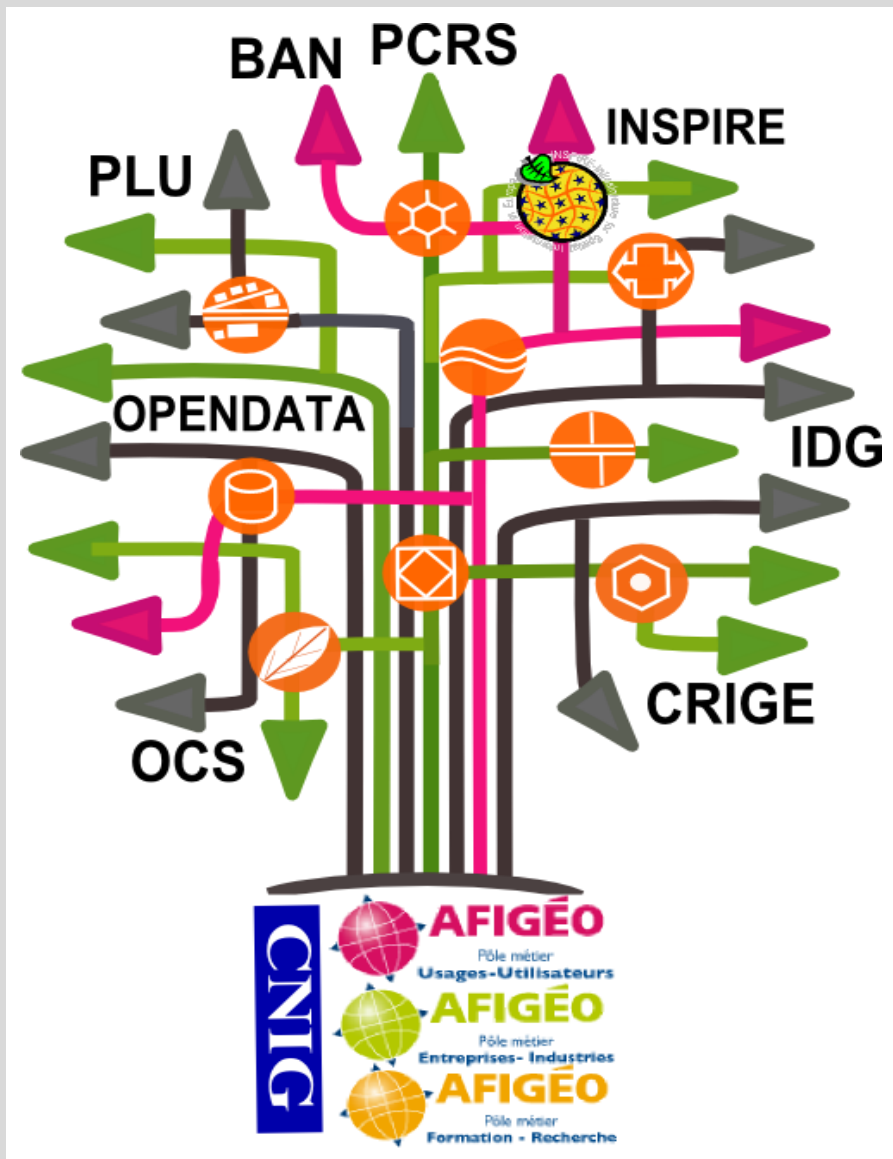 BAN
PCRS
INSPIRE
PLU
OPENDATA
IDG
CRIGE
OCS
CNIG
AFIGÉO
Pôle métier
Usages-Utilisateurs
AFIGÉO
Pôle métier
Entreprises- Industries
AFIGÉO
Pôle métier
Formation - Recherche